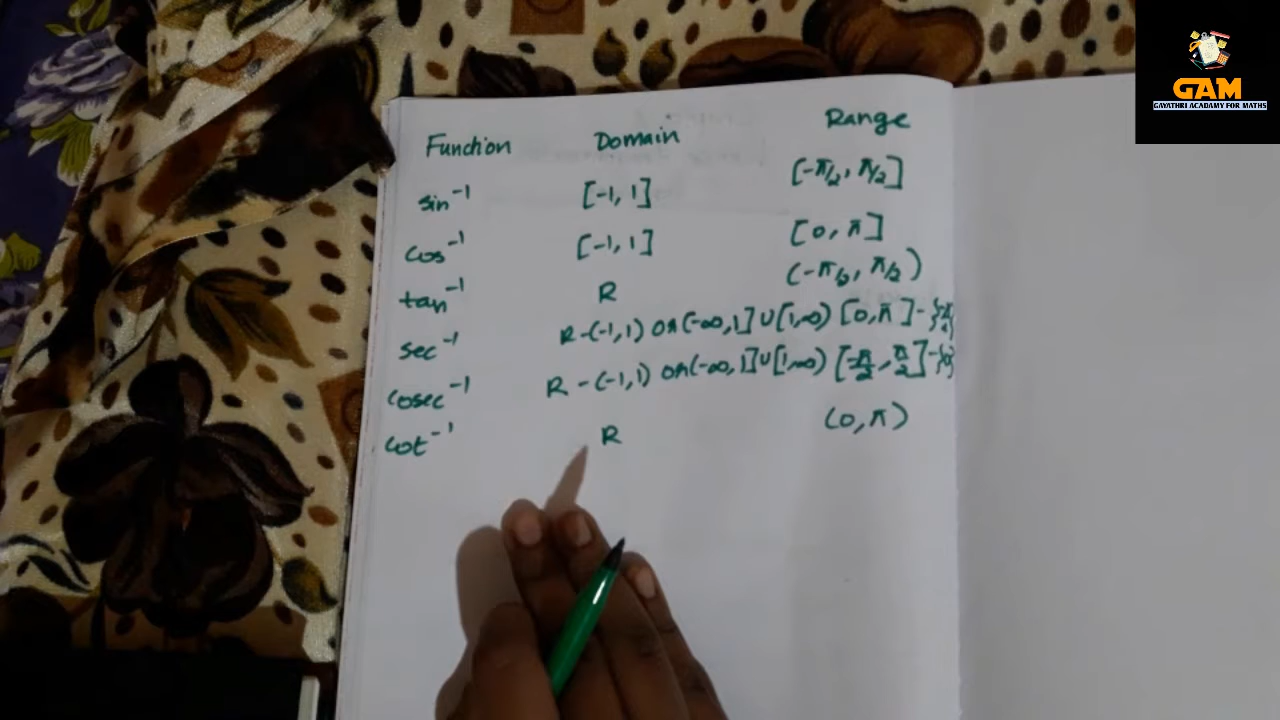 GAM
GAYATHRI ACADAMY FOR MATHS
Function Domain Range
sin⁻¹ [-1, 1] [-π/2, π/2]
cos⁻¹ [-1, 1] [0, π]
tan⁻¹ R (-π/2, π/2)
sec⁻¹ R - (-1, 1) OR (-∞, 1] ∪ [1, ∞) [0, π] - {π/2}
cosec⁻¹ R - (-1, 1) OR (-∞, 1] ∪ [1, ∞) [-π/2, π/2] - {0}
cot⁻¹ R (0, π)